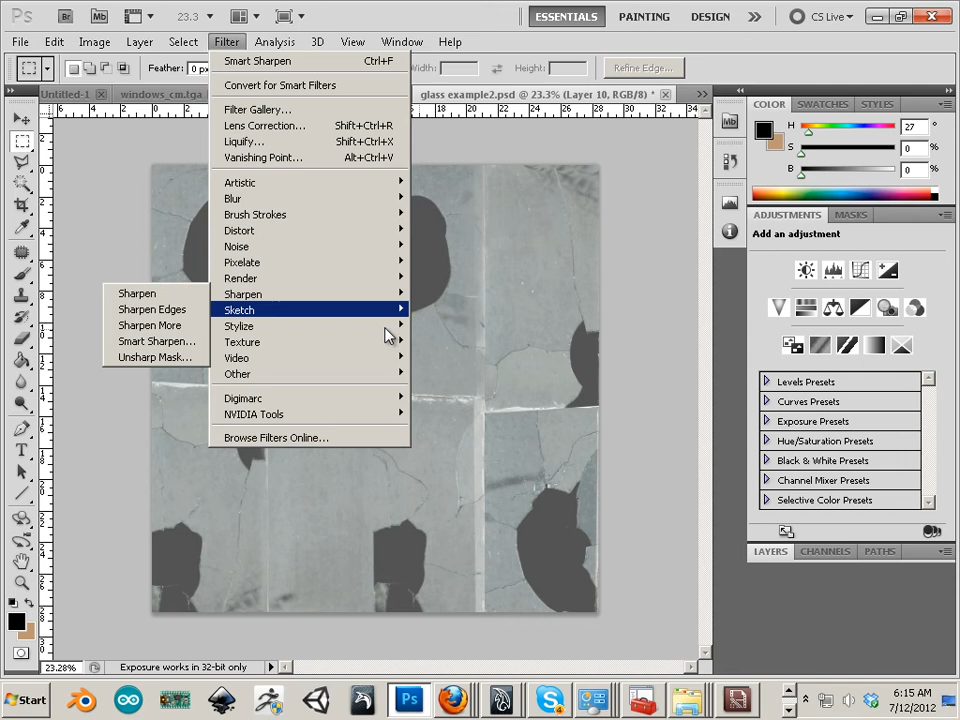 Ps Br Mb 23.3 ESSENTIALS PAINTING DESIGN CS Live
File Edit Image Layer Select Filter Analysis 3D View Window Help
Feather: 0 px Width: Height: Refine Edge...
Untitled-1 windows_cm.tga glass example2.psd @ 23.3% (Layer 10, RGB/8) *
Smart Sharpen Ctrl+F
Convert for Smart Filters
Filter Gallery...
Lens Correction... Shift+Ctrl+R
Liquify... Shift+Ctrl+X
Vanishing Point... Alt+Ctrl+V
Artistic
Blur
Brush Strokes
Distort
Noise
Pixelate
Render
Sharpen
Sketch
Stylize
Texture
Video
Other
Digimarc
NVIDIA Tools
Browse Filters Online...
Sharpen
Sharpen Edges
Sharpen More
Smart Sharpen...
Unsharp Mask...
COLOR SWATCHES STYLES
H 27 °
S 0 %
B 0 %
ADJUSTMENTS MASKS
Add an adjustment
Levels Presets
Curves Presets
Exposure Presets
Hue/Saturation Presets
Black & White Presets
Channel Mixer Presets
Selective Color Presets
LAYERS CHANNELS PATHS
23.28% Exposure works in 32-bit only
Start Ps 6:15 AM
7/12/2012